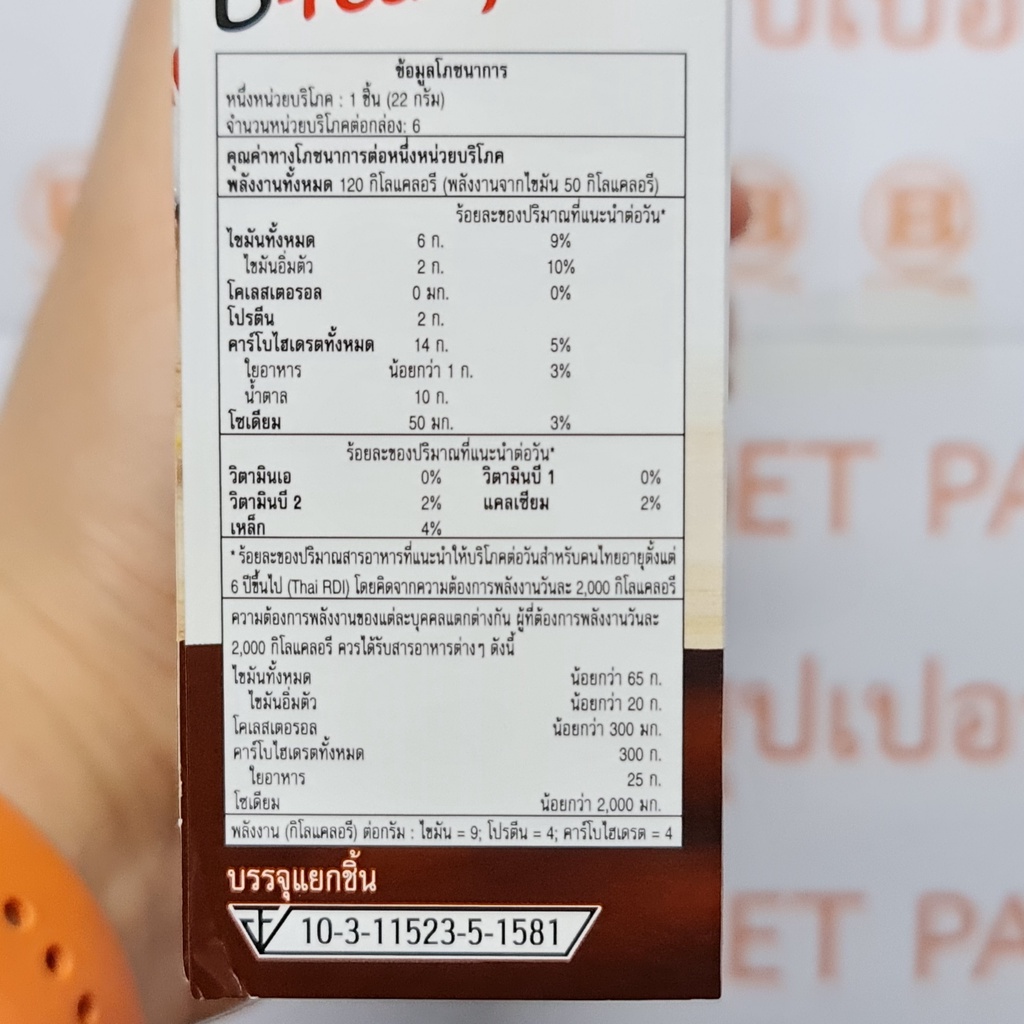 ข้อมูลโภชนาการ
หนึ่งหน่วยบริโภค : 1 ชิ้น (22 กรัม)
จำนวนหน่วยบริโภคต่อกล่อง: 6
คุณค่าทางโภชนาการต่อหนึ่งหน่วยบริโภค
พลังงานทั้งหมด 120 กิโลแคลอรี (พลังงานจากไขมัน 50 กิโลแคลอรี)
ร้อยละของปริมาณที่แนะนำต่อวัน*
ไขมันทั้งหมด 6 ก. 9%
ไขมันอิ่มตัว 2 ก. 10%
โคเลสเตอรอล 0 มก. 0%
โปรตีน 2 ก.
คาร์โบไฮเดรตทั้งหมด 14 ก. 5%
ใยอาหาร น้อยกว่า 1 ก. 3%
น้ำตาล 10 ก.
โซเดียม 50 มก. 3%
ร้อยละของปริมาณที่แนะนำต่อวัน*
วิตามินเอ 0% วิตามินบี 1 0%
วิตามินบี 2 2% แคลเซียม 2%
เหล็ก 4%
* ร้อยละของปริมาณสารอาหารที่แนะนำให้บริโภคต่อวันสำหรับคนไทยอายุตั้งแต่
6 ปีขึ้นไป (Thai RDI) โดยคิดจากความต้องการพลังงานวันละ 2,000 กิโลแคลอรี
ความต้องการพลังงานของแต่ละบุคคลแตกต่างกัน ผู้ที่ต้องการพลังงานวันละ
2,000 กิโลแคลอรี ควรได้รับสารอาหารต่างๆ ดังนี้
ไขมันทั้งหมด น้อยกว่า 65 ก.
ไขมันอิ่มตัว น้อยกว่า 20 ก.
โคเลสเตอรอล น้อยกว่า 300 มก.
คาร์โบไฮเดรตทั้งหมด 300 ก.
ใยอาหาร 25 ก.
โซเดียม น้อยกว่า 2,000 มก.
พลังงาน (กิโลแคลอรี) ต่อกรัม : ไขมัน = 9; โปรตีน = 4; คาร์โบไฮเดรต = 4
บรรจุแยกชิ้น
10-3-11523-5-1581
ET PA
ET PA